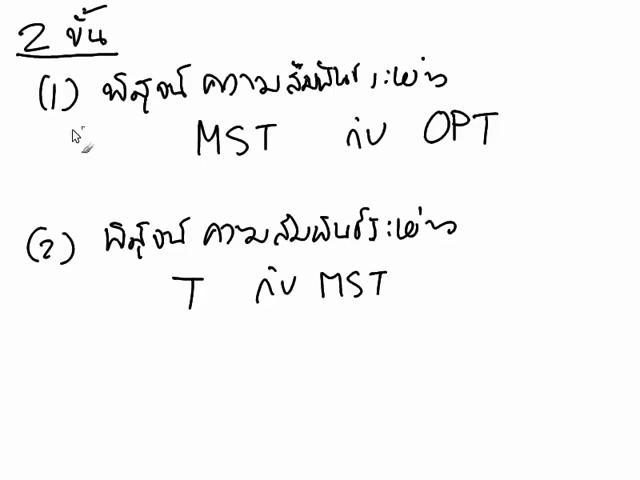 2 ขั้น
(1) พิสูจน์ ความสัมพันธ์ระหว่าง
MST กับ OPT
(2) พิสูจน์ ความสัมพันธ์ระหว่าง
T กับ MST